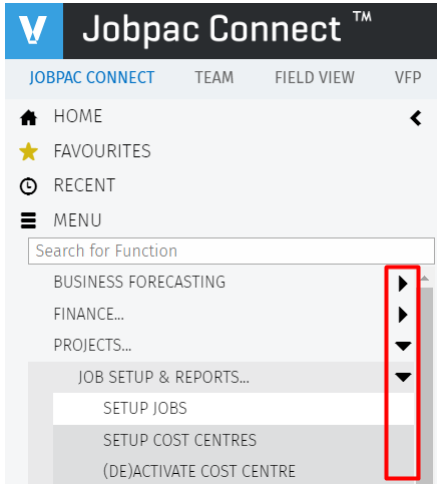 Jobpac Connect ™
JOBPAC CONNECT TEAM FIELD VIEW VFP
HOME
FAVOURITES
RECENT
MENU
Search for Function
BUSINESS FORECASTING
FINANCE...
PROJECTS...
JOB SETUP & REPORTS...
SETUP JOBS
SETUP COST CENTRES
(DE)ACTIVATE COST CENTRE